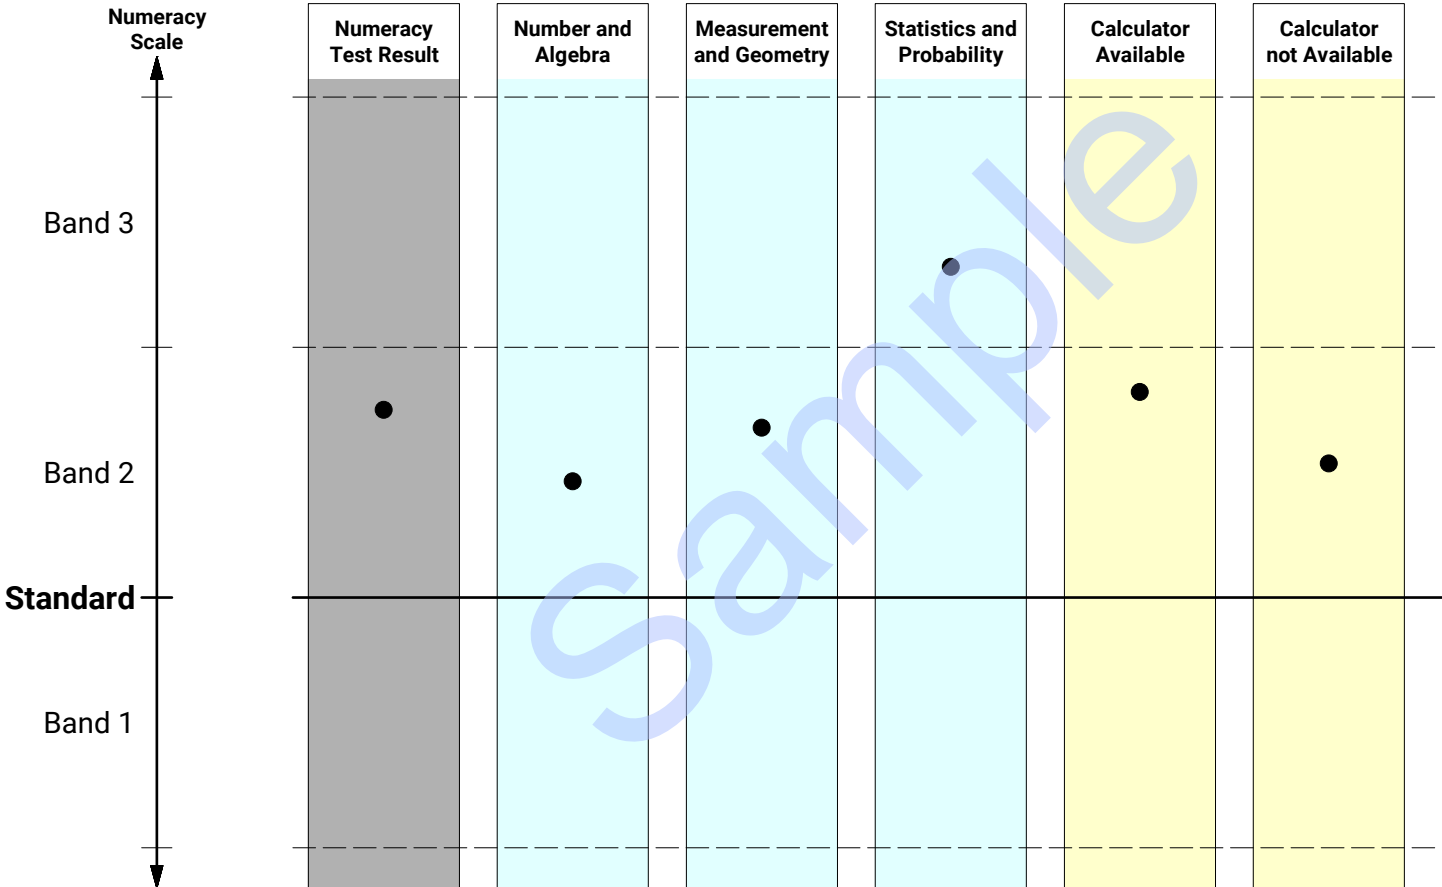 Numeracy
Scale
Numeracy
Test Result
Number and
Algebra
Measurement
and Geometry
Statistics and
Probability
Calculator
Available
Calculator
not Available
Band 3
Band 2
Standard
Band 1
Sample